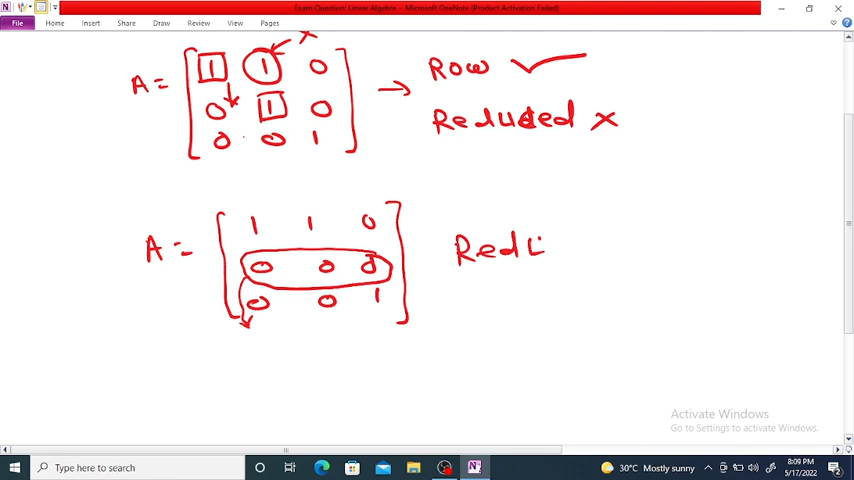 Exam Question: Linear Algebra - Microsoft OneNote (Product Activation Failed)
File Home Insert Draw Share Review Pages View
x
A = [ 1 1 0 → Row ✓
0 1 0 Reduced x
0 0 1 ]
A = [ 1 1 0
0 0 0 Red
0 0 1 ]
Activate Windows
Go to Settings to activate Windows.
Type here to search
30°C Mostly sunny
8:09 PM
5/17/2022
2